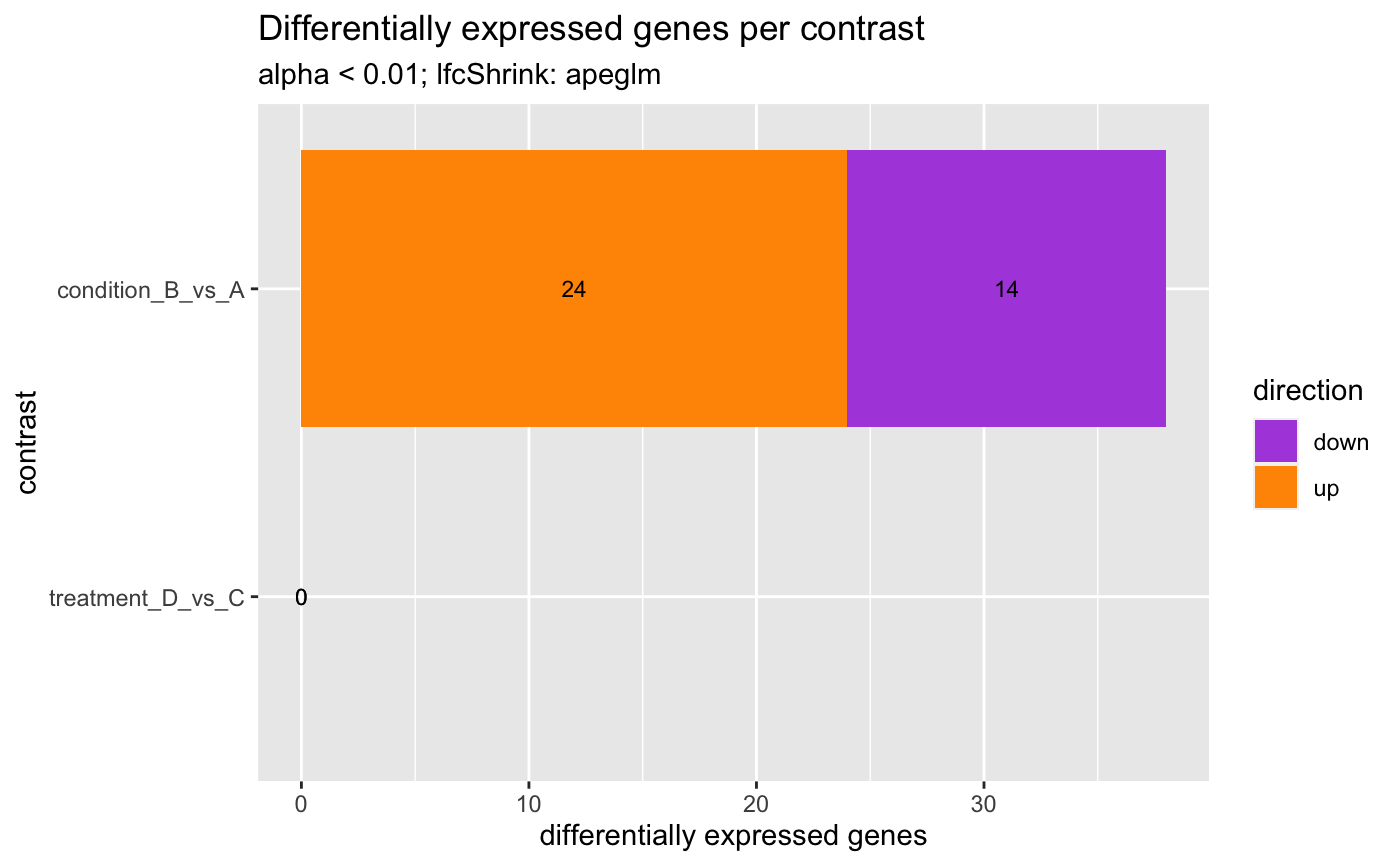 Differentially expressed genes per contrast
alpha < 0.01; lfcShrink: apeglm
contrast
condition_B_vs_A
24
14
treatment_D_vs_C
0
0
10
20
30
differentially expressed genes
direction
down
up